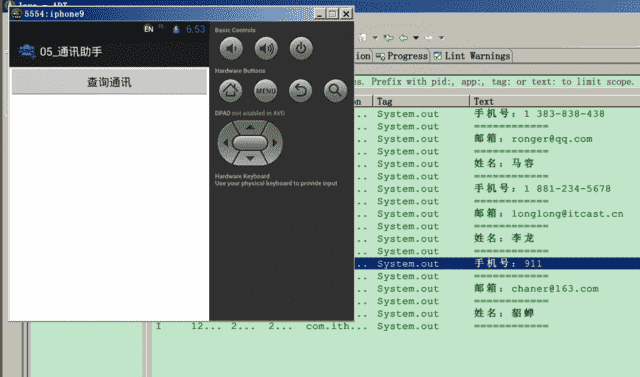 5554:iphone9
EN 6:53
05_通讯助手
查询通讯
Basic Controls
Hardware Buttons
MENU
DPAD not enabled in AVD
Hardware Keyboard
Use your physical keyboard to provide input
Progress Lint Warnings
es. Prefix with pid:, app:, tag: or text: to limit scope.
on Tag Text
.. System.out 手机号: 1 383-838-438
.. System.out ============
.. System.out 邮箱: ronger@qq.com
.. System.out ============
.. System.out 姓名: 马容
.. System.out ============
.. System.out 手机号: 1 881-234-5678
.. System.out ============
.. System.out 邮箱: longlong@itcast.cn
.. System.out ============
.. System.out 姓名: 李龙
.. System.out ============
.. System.out 手机号: 911
.. System.out ============
.. System.out 邮箱: chaner@163.com
.. System.out ============
.. System.out 姓名: 貂蝉
I 12... 2... 2... com.ith... System.out ============